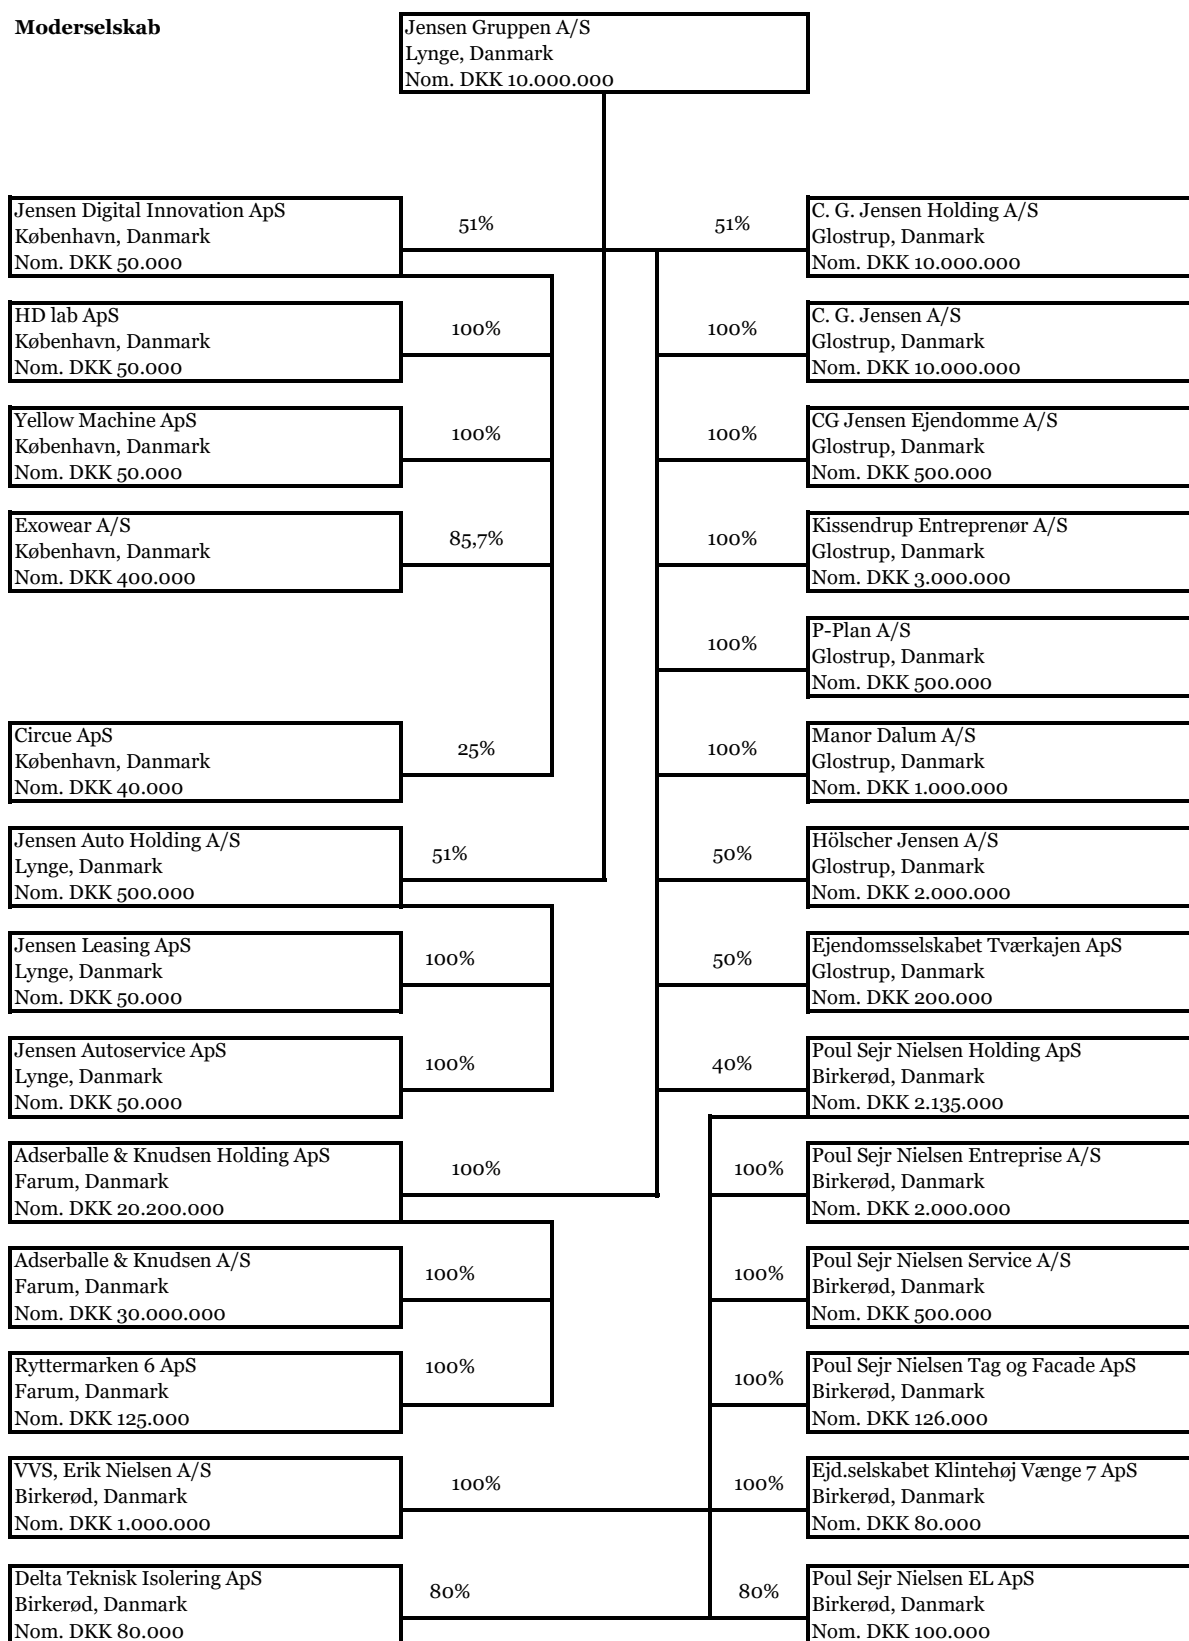 Moderselskab
Jensen Gruppen A/S
Lynge, Danmark
Nom. DKK 10.000.000
Jensen Digital Innovation ApS
København, Danmark
Nom. DKK 50.000
51%
51%
C. G. Jensen Holding A/S
Glostrup, Danmark
Nom. DKK 10.000.000
HD lab ApS
København, Danmark
Nom. DKK 50.000
100%
100%
C. G. Jensen A/S
Glostrup, Danmark
Nom. DKK 10.000.000
Yellow Machine ApS
København, Danmark
Nom. DKK 50.000
100%
100%
CG Jensen Ejendomme A/S
Glostrup, Danmark
Nom. DKK 500.000
Exowear A/S
København, Danmark
Nom. DKK 400.000
85,7%
100%
Kissendrup Entreprenør A/S
Glostrup, Danmark
Nom. DKK 3.000.000
100%
P-Plan A/S
Glostrup, Danmark
Nom. DKK 500.000
Circue ApS
København, Danmark
Nom. DKK 40.000
25%
100%
Manor Dalum A/S
Glostrup, Danmark
Nom. DKK 1.000.000
Jensen Auto Holding A/S
Lynge, Danmark
Nom. DKK 500.000
51%
50%
Hölscher Jensen A/S
Glostrup, Danmark
Nom. DKK 2.000.000
Jensen Leasing ApS
Lynge, Danmark
Nom. DKK 50.000
100%
50%
Ejendomsselskabet Tværkajen ApS
Glostrup, Danmark
Nom. DKK 200.000
Jensen Autoservice ApS
Lynge, Danmark
Nom. DKK 50.000
100%
40%
Poul Sejr Nielsen Holding ApS
Birkerød, Danmark
Nom. DKK 2.135.000
Adserballe & Knudsen Holding ApS
Farum, Danmark
Nom. DKK 20.200.000
100%
100%
Poul Sejr Nielsen Entreprise A/S
Birkerød, Danmark
Nom. DKK 2.000.000
Adserballe & Knudsen A/S
Farum, Danmark
Nom. DKK 30.000.000
100%
100%
Poul Sejr Nielsen Service A/S
Birkerød, Danmark
Nom. DKK 500.000
Ryttermarken 6 ApS
Farum, Danmark
Nom. DKK 125.000
100%
100%
Poul Sejr Nielsen Tag og Facade ApS
Birkerød, Danmark
Nom. DKK 126.000
VVS, Erik Nielsen A/S
Birkerød, Danmark
Nom. DKK 1.000.000
100%
100%
Ejd.selskabet Klintehøj Vænge 7 ApS
Birkerød, Danmark
Nom. DKK 80.000
Delta Teknisk Isolering ApS
Birkerød, Danmark
Nom. DKK 80.000
80%
80%
Poul Sejr Nielsen EL ApS
Birkerød, Danmark
Nom. DKK 100.000